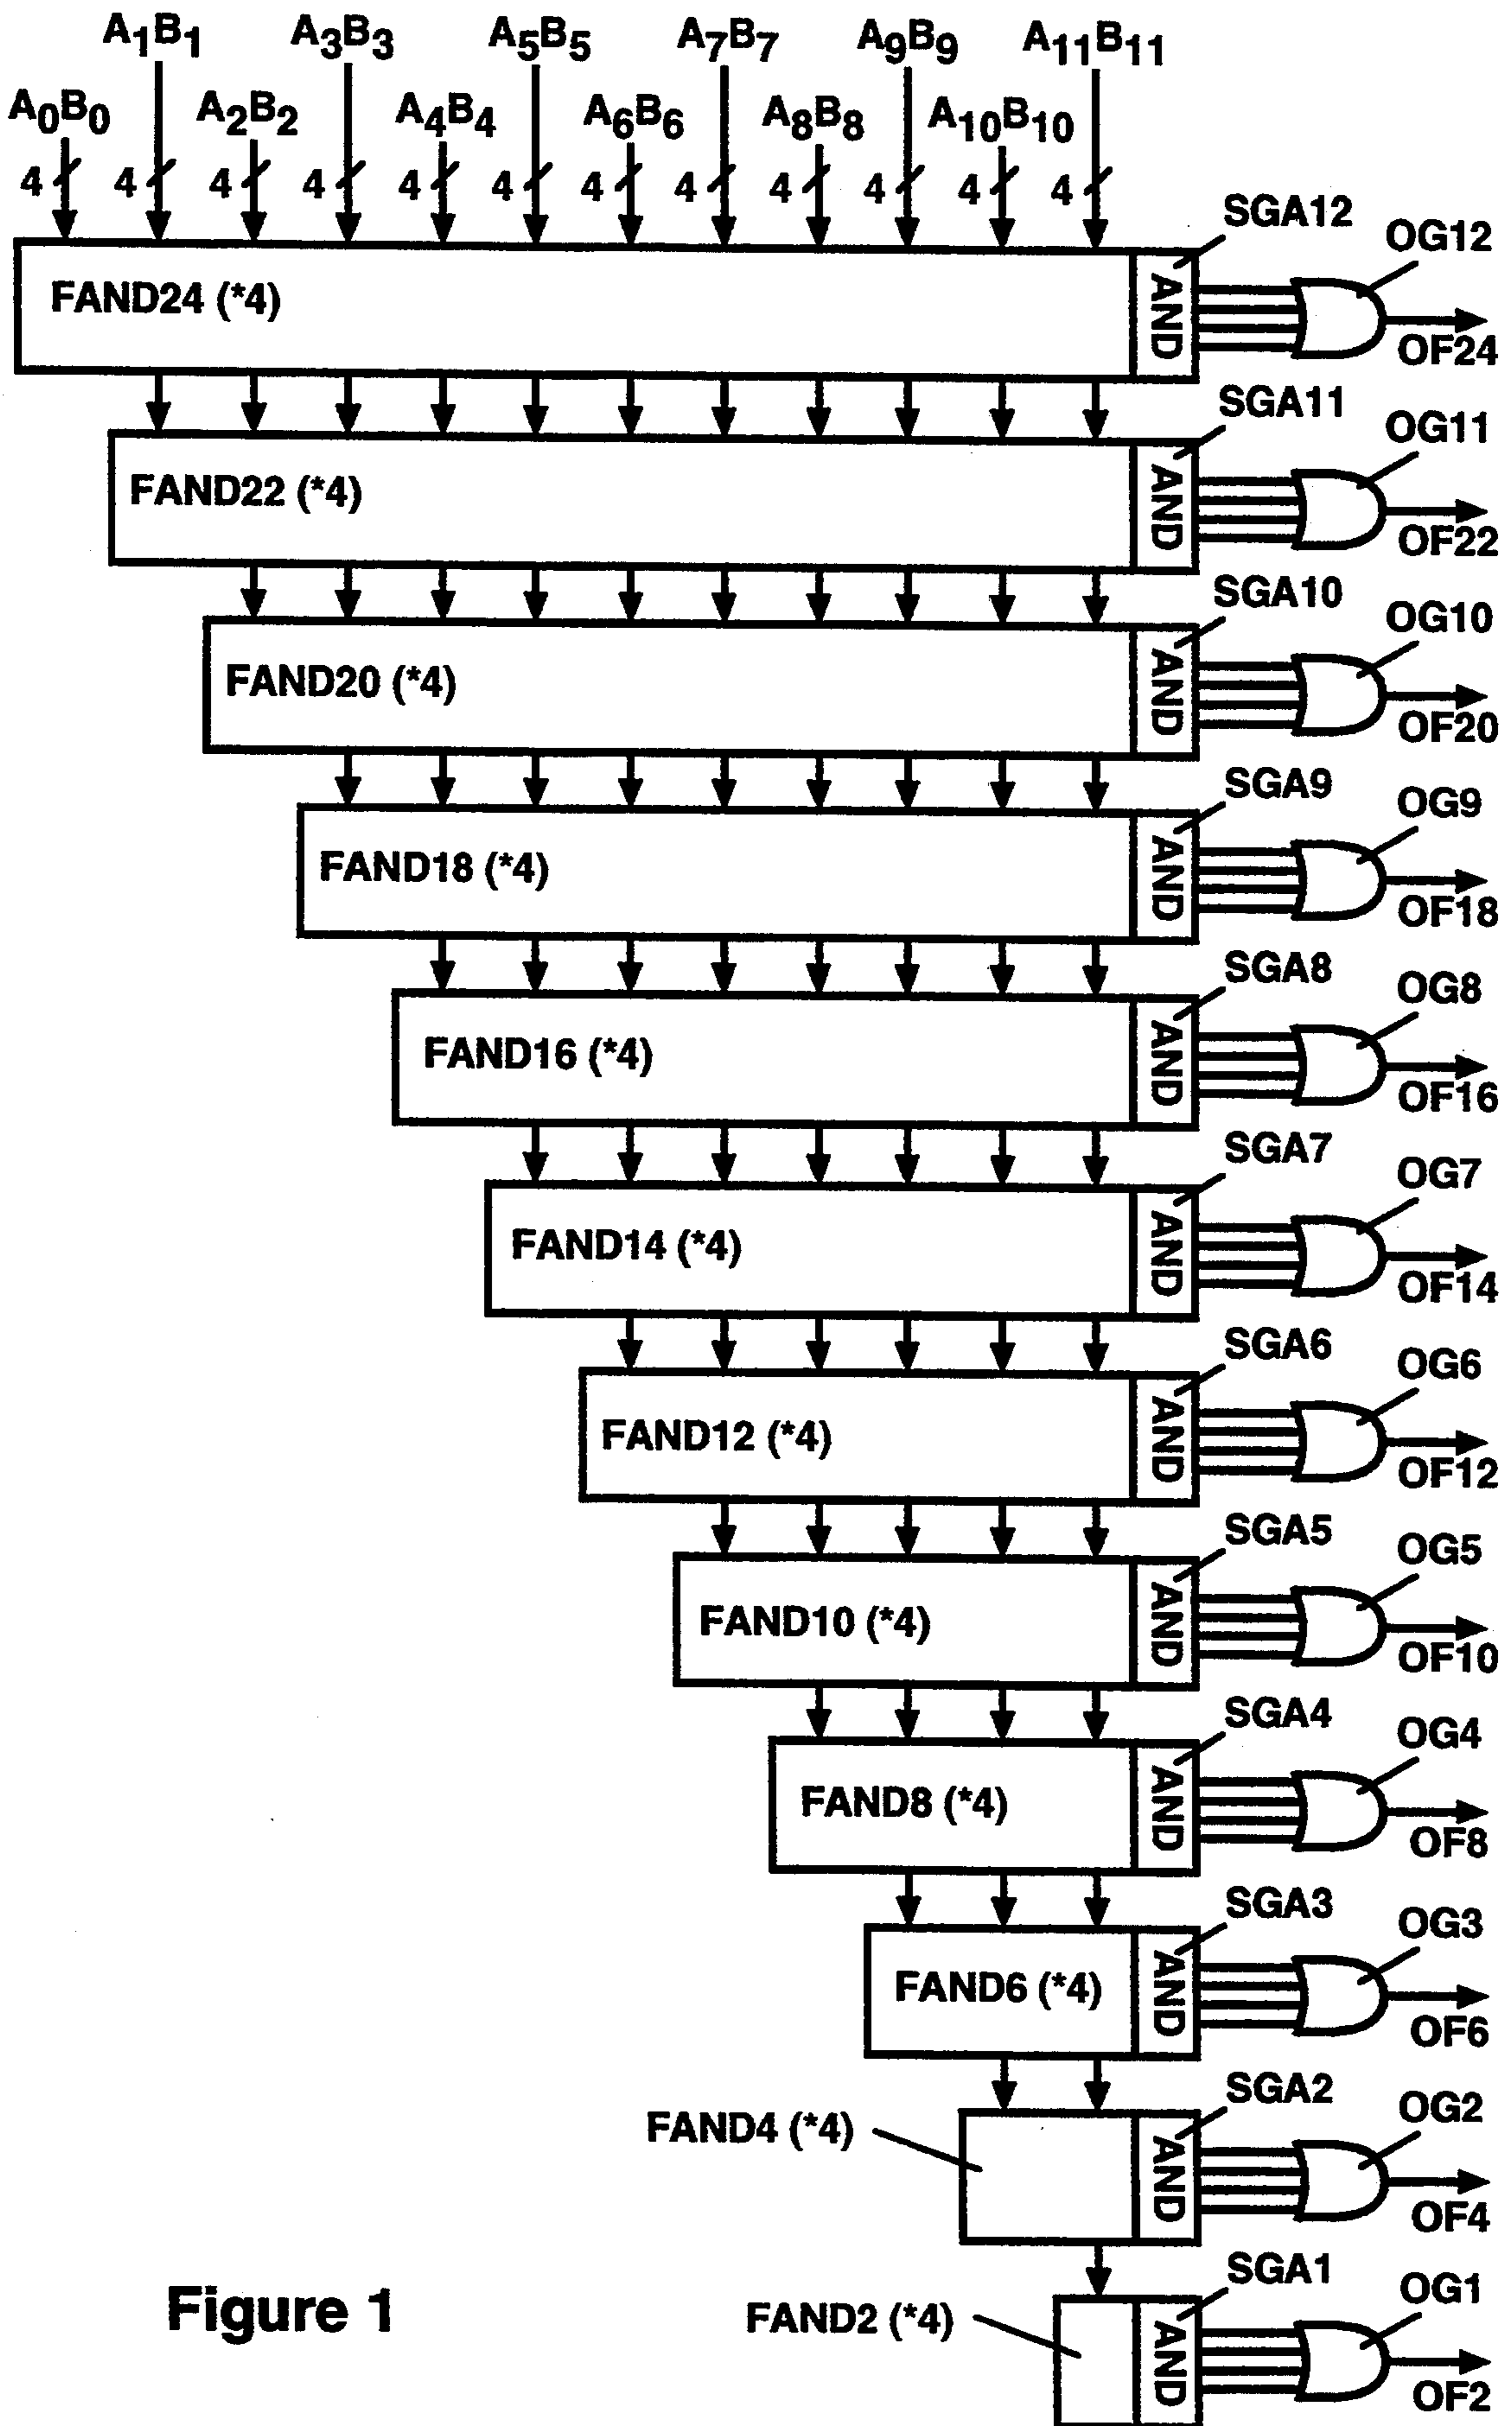 A1B1 A3B3 A5B5 A7B7 A9B9 A11B11
A0B0 A2B2 A4B4 A6B6 A8B8 A10B10
4 4 4 4 4 4 4 4 4 4 4 4
SGA12
OG12
FAND24 (*4)
AND
OF24
SGA11
OG11
FAND22 (*4)
AND
OF22
SGA10
OG10
FAND20 (*4)
AND
OF20
SGA9
OG9
FAND18 (*4)
AND
OF18
SGA8
OG8
FAND16 (*4)
AND
OF16
SGA7
OG7
FAND14 (*4)
AND
OF14
SGA6
OG6
FAND12 (*4)
AND
OF12
SGA5
OG5
FAND10 (*4)
AND
OF10
SGA4
OG4
FAND8 (*4)
AND
OF8
SGA3
OG3
FAND6 (*4)
AND
OF6
SGA2
OG2
FAND4 (*4)
AND
OF4
SGA1
OG1
FAND2 (*4)
AND
OF2
Figure 1